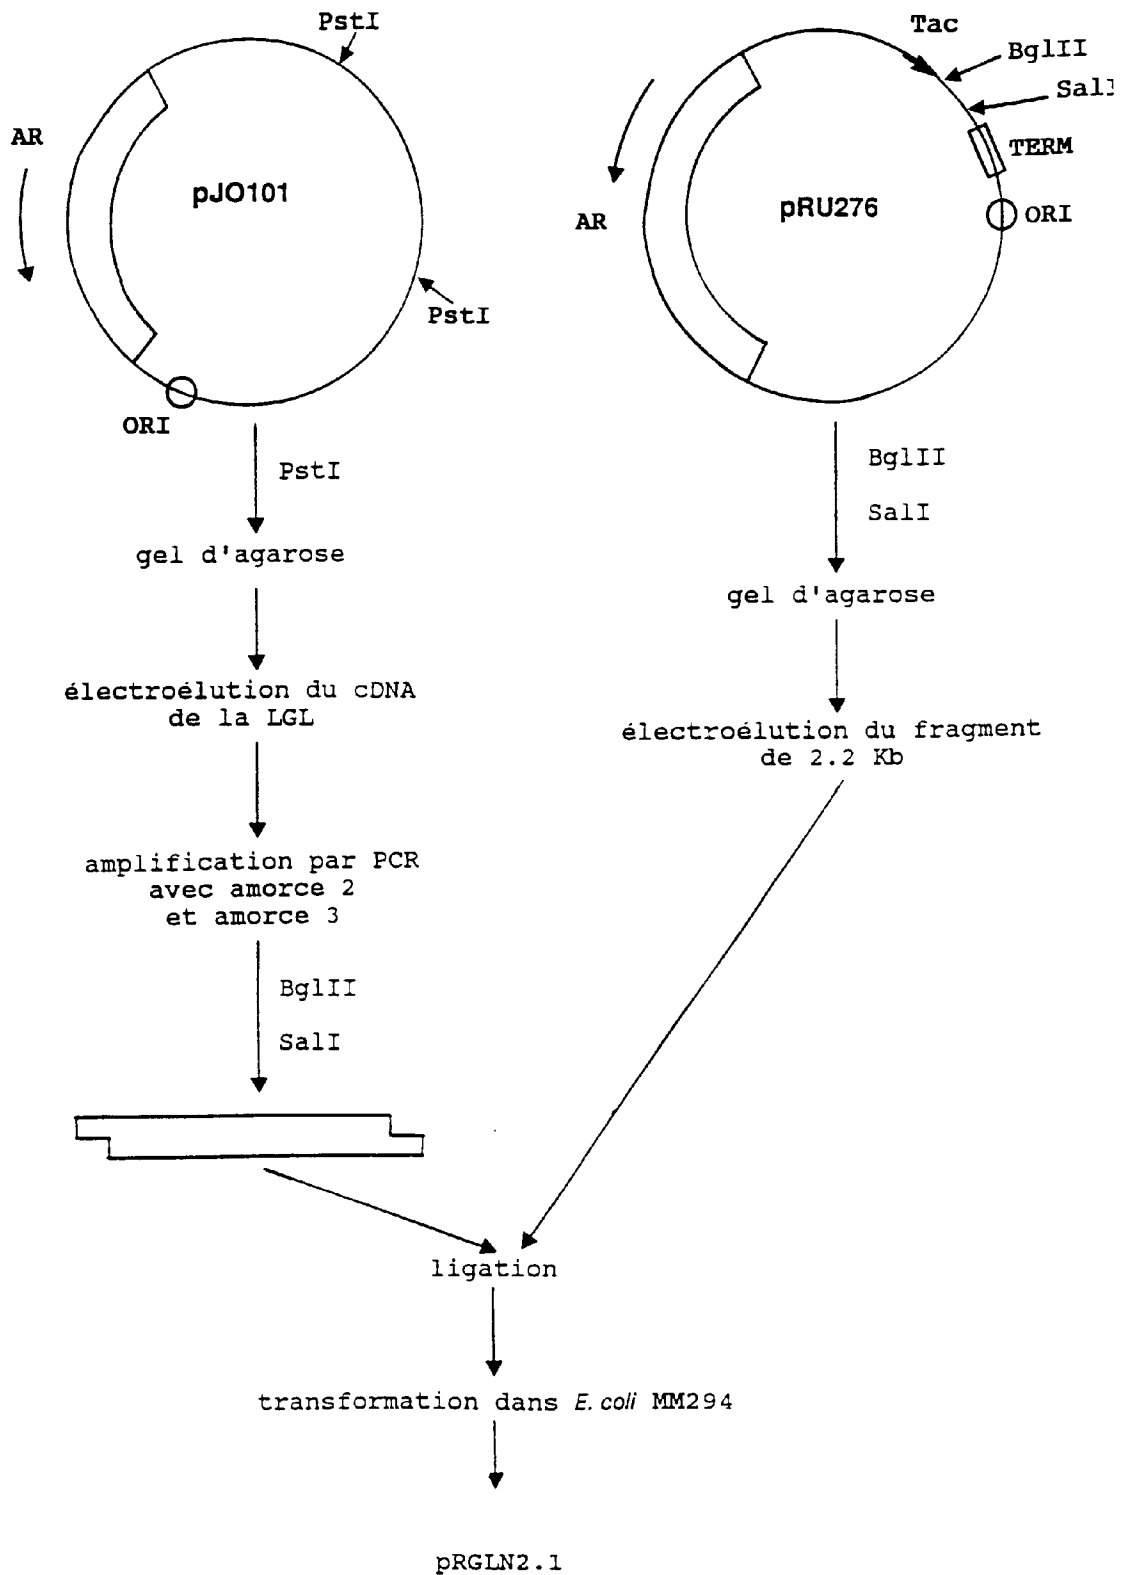 PstI
AR
pJO101
PstI
ORI
PstI
gel d'agarose
électroélution du cDNA
de la LGL
amplification par PCR
avec amorce 2
et amorce 3
BglII
SalI
Tac
BglII
SalI
TERM
ORI
pRU276
AR
BglII
SalI
gel d'agarose
électroélution du fragment
de 2.2 Kb
ligation
transformation dans E. coli MM294
pRGLN2.1